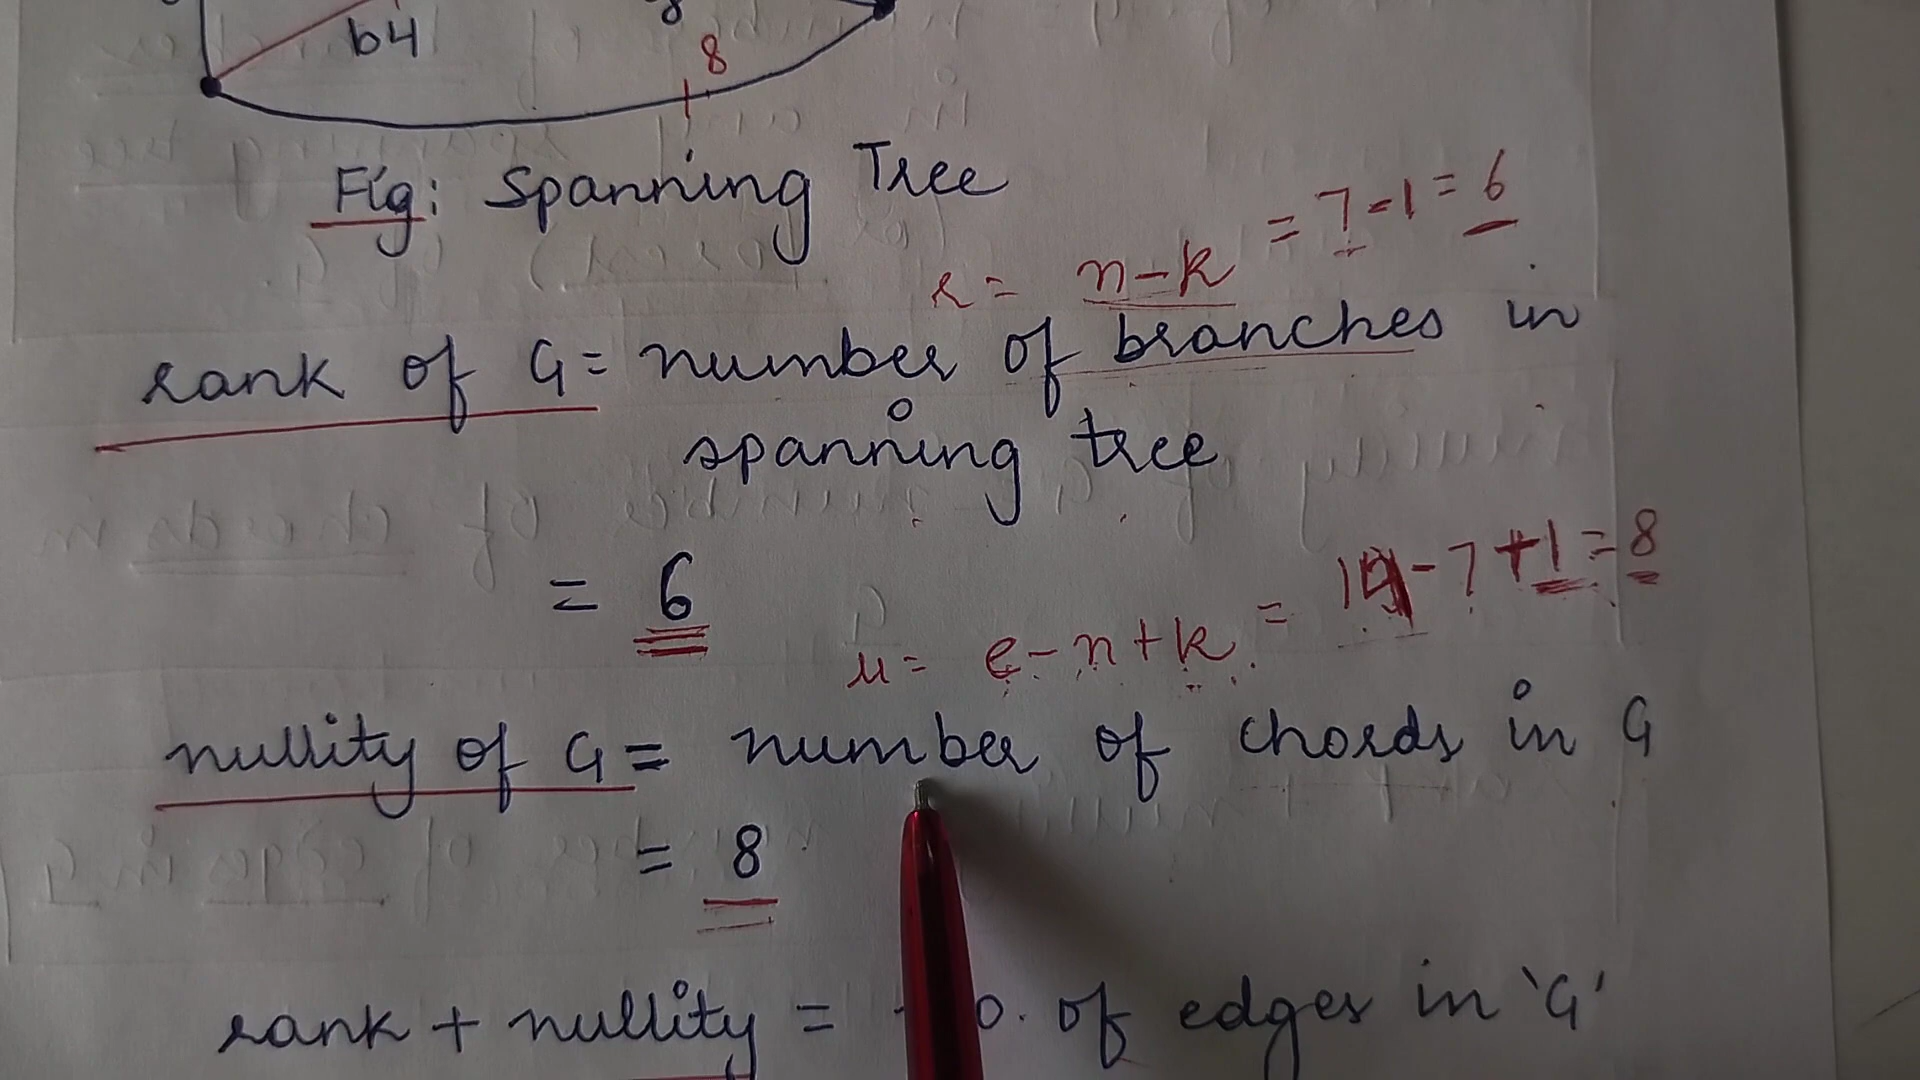 b4
8
Fig: Spanning Tree
r = n-k = 7-1 = 6
rank of G = number of branches in
spanning tree
= 6
μ = e-n+k = 14-7+1 = 8
nullity of G = number of chords in G
= 8
rank + nullity = o. of edges in 'G'